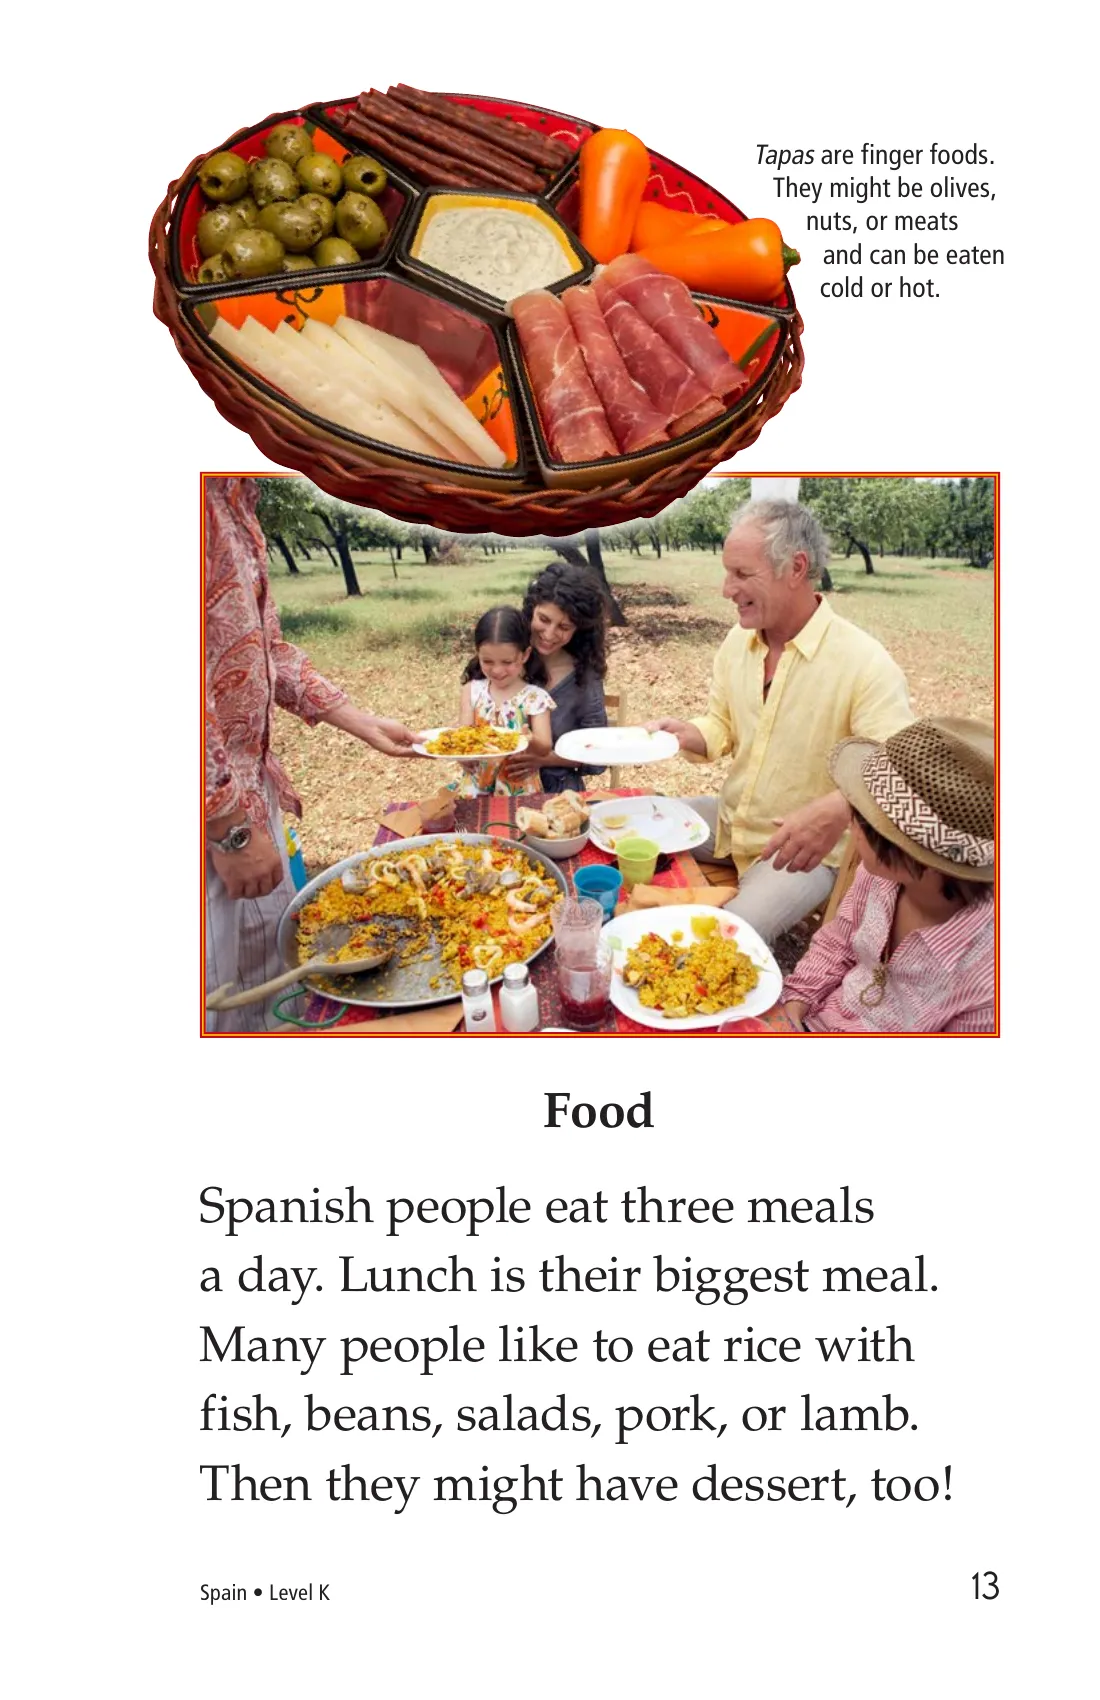 Tapas are finger foods.
They might be olives,
nuts, or meats
and can be eaten
cold or hot.
Food
Spanish people eat three meals
a day. Lunch is their biggest meal.
Many people like to eat rice with
fish, beans, salads, pork, or lamb.
Then they might have dessert, too!
Spain • Level K
13